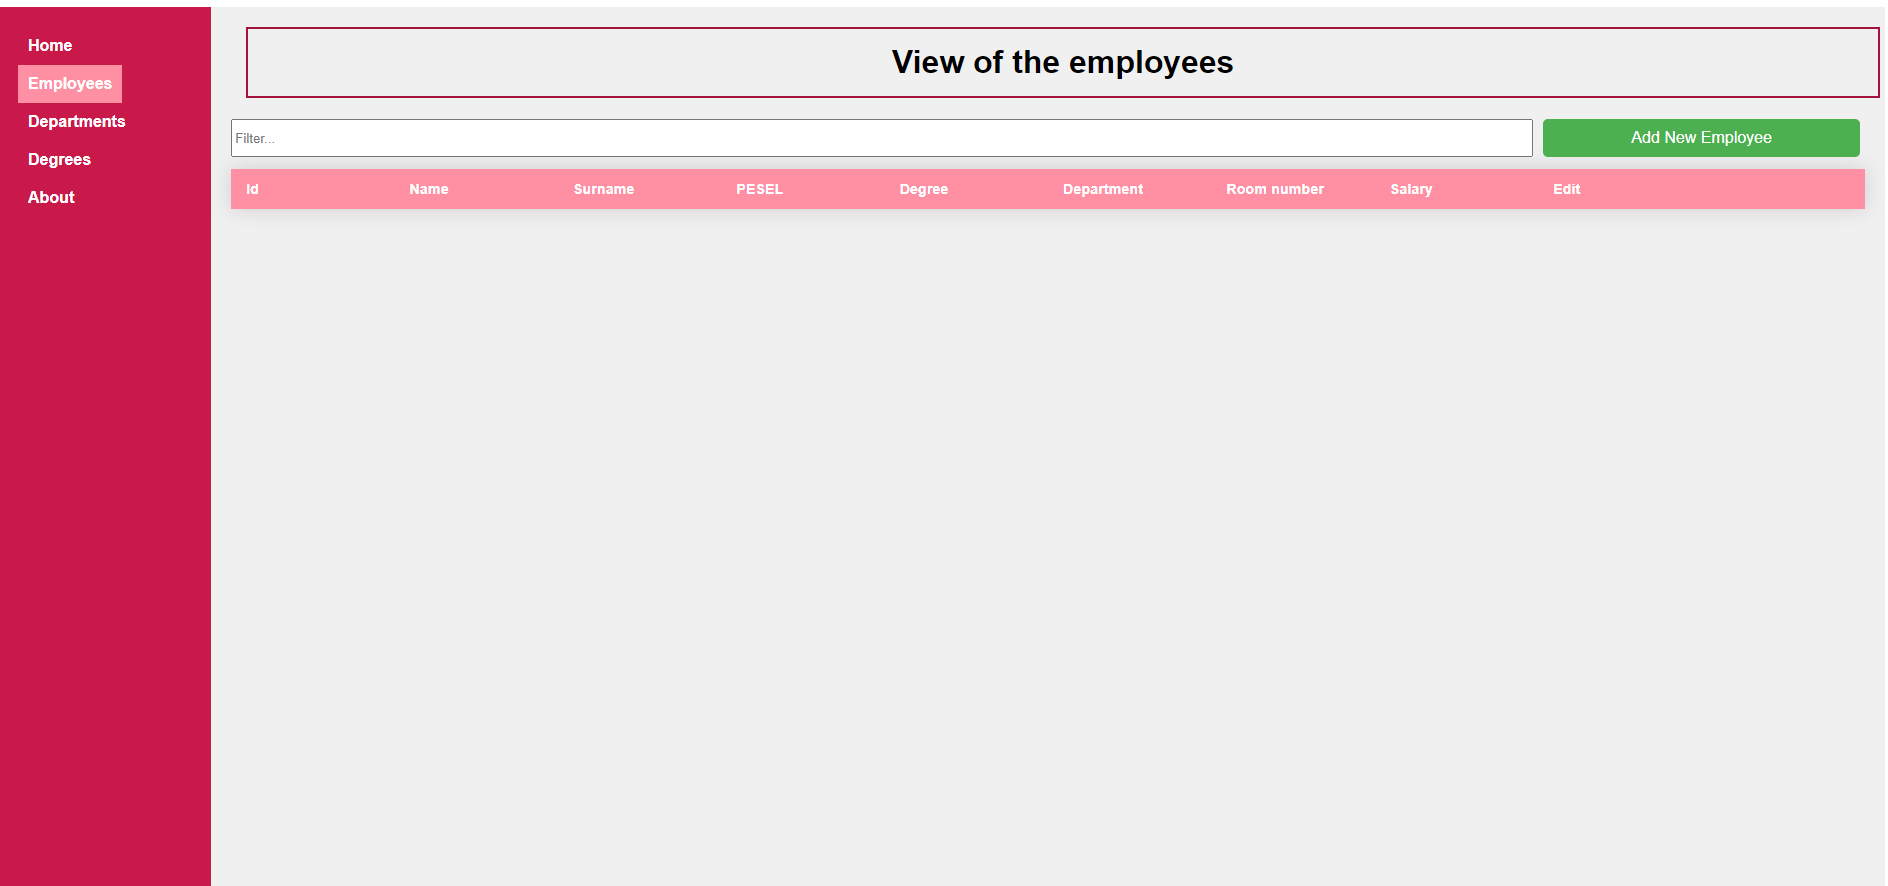 Home
Employees
Departments
Degrees
About
View of the employees
Filter...
Add New Employee
Id Name Surname PESEL Degree Department Room number Salary Edit